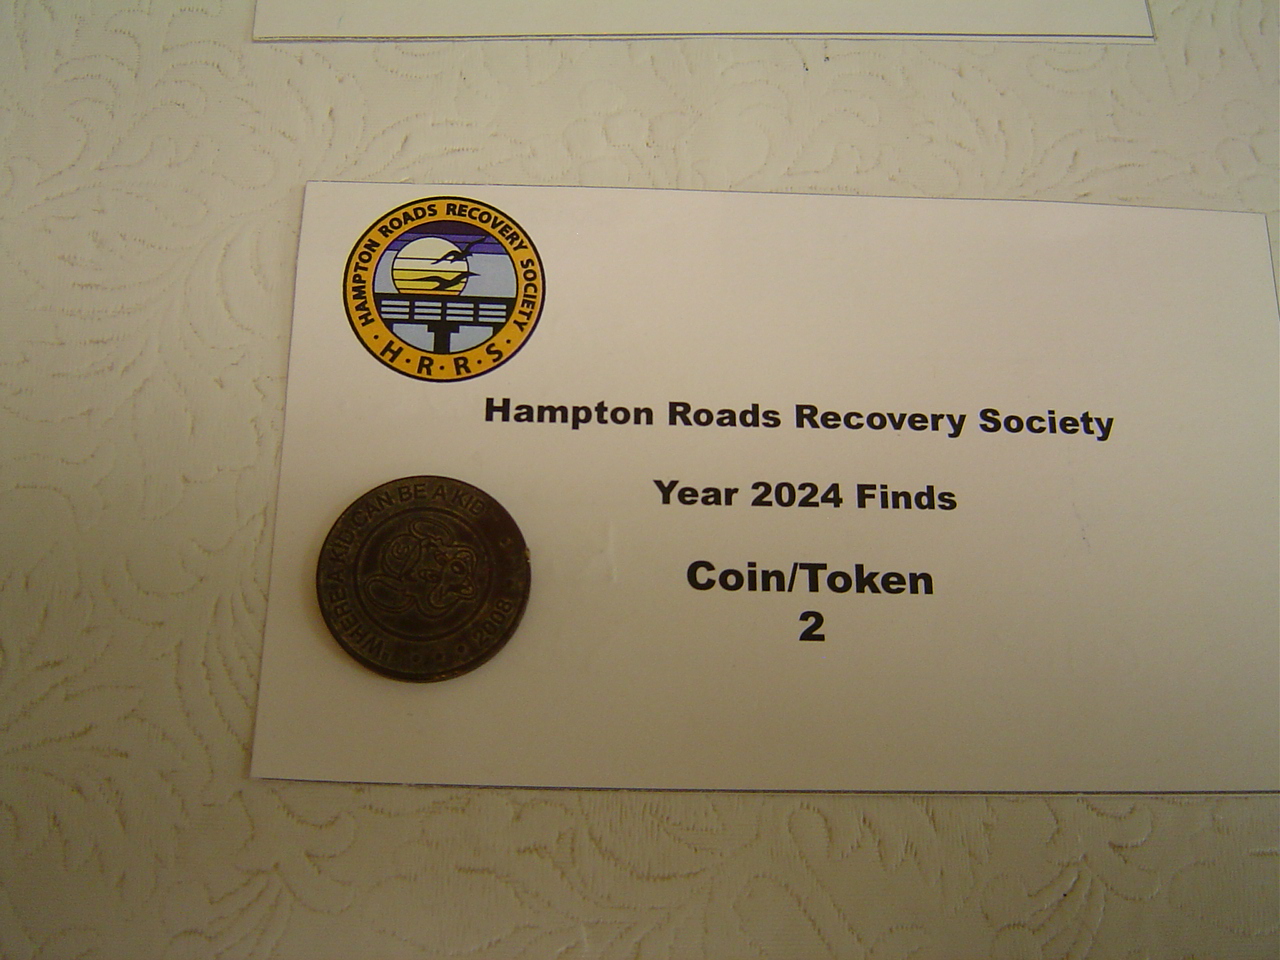 HAMPTON ROADS RECOVERY SOCIETY
H·R·R·S·
Hampton Roads Recovery Society
Year 2024 Finds
Coin/Token
2
WHERE A KID CAN BE A KID
2008